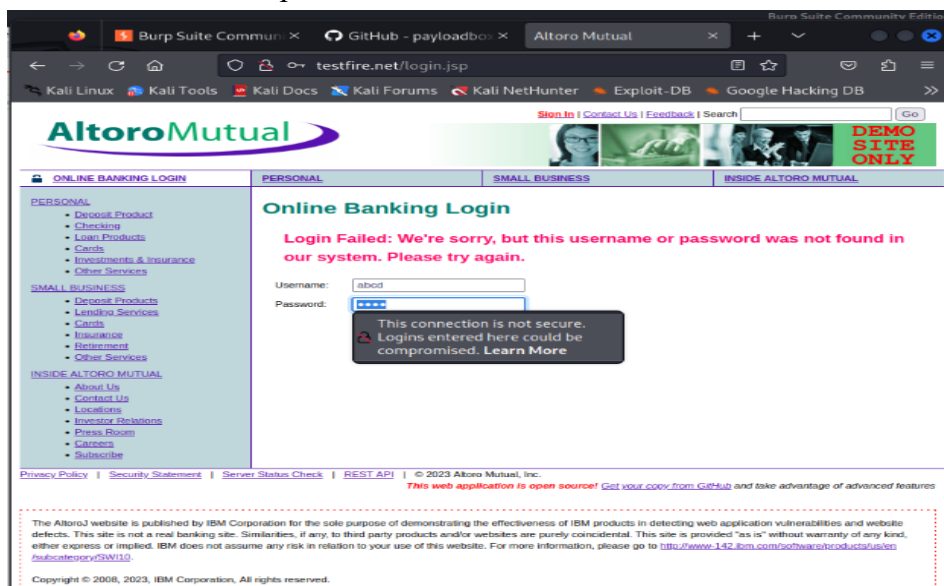 Burp Suite Community Edition
Burp Suite Communi × GitHub - payloadbox × Altoro Mutual × +
testfire.net/login.jsp
Kali Linux Kali Tools Kali Docs Kali Forums Kali NetHunter Exploit-DB Google Hacking DB >>
Sign In | Contact Us | Feedback | Search Go
AltoroMutual
DEMO
SITE
ONLY
ONLINE BANKING LOGIN PERSONAL SMALL BUSINESS INSIDE ALTORO MUTUAL
PERSONAL
• Deposit Product
• Checking
• Loan Products
• Cards
• Investments & Insurance
• Other Services
SMALL BUSINESS
• Deposit Products
• Lending Services
• Cards
• Insurance
• Retirement
• Other Services
INSIDE ALTORO MUTUAL
• About Us
• Contact Us
• Locations
• Investor Relations
• Press Room
• Careers
• Subscribe
Online Banking Login
Login Failed: We're sorry, but this username or password was not found in
our system. Please try again.
Username: abcd
Password: ••••
This connection is not secure.
Logins entered here could be
compromised. Learn More
Privacy Policy | Security Statement | Server Status Check | REST API | © 2023 Altoro Mutual, Inc.
This web application is open source! Get your copy from GitHub and take advantage of advanced features
The AltoroJ website is published by IBM Corporation for the sole purpose of demonstrating the effectiveness of IBM products in detecting web application vulnerabilities and website
defects. This site is not a real banking site. Similarities, if any, to third party products and/or websites are purely coincidental. This site is provided "as is" without warranty of any kind,
either express or implied. IBM does not assume any risk in relation to your use of this website. For more information, please go to http://www-142.ibm.com/software/products/us/en
/subcategory/SWI10.
Copyright © 2008, 2023, IBM Corporation, All rights reserved.